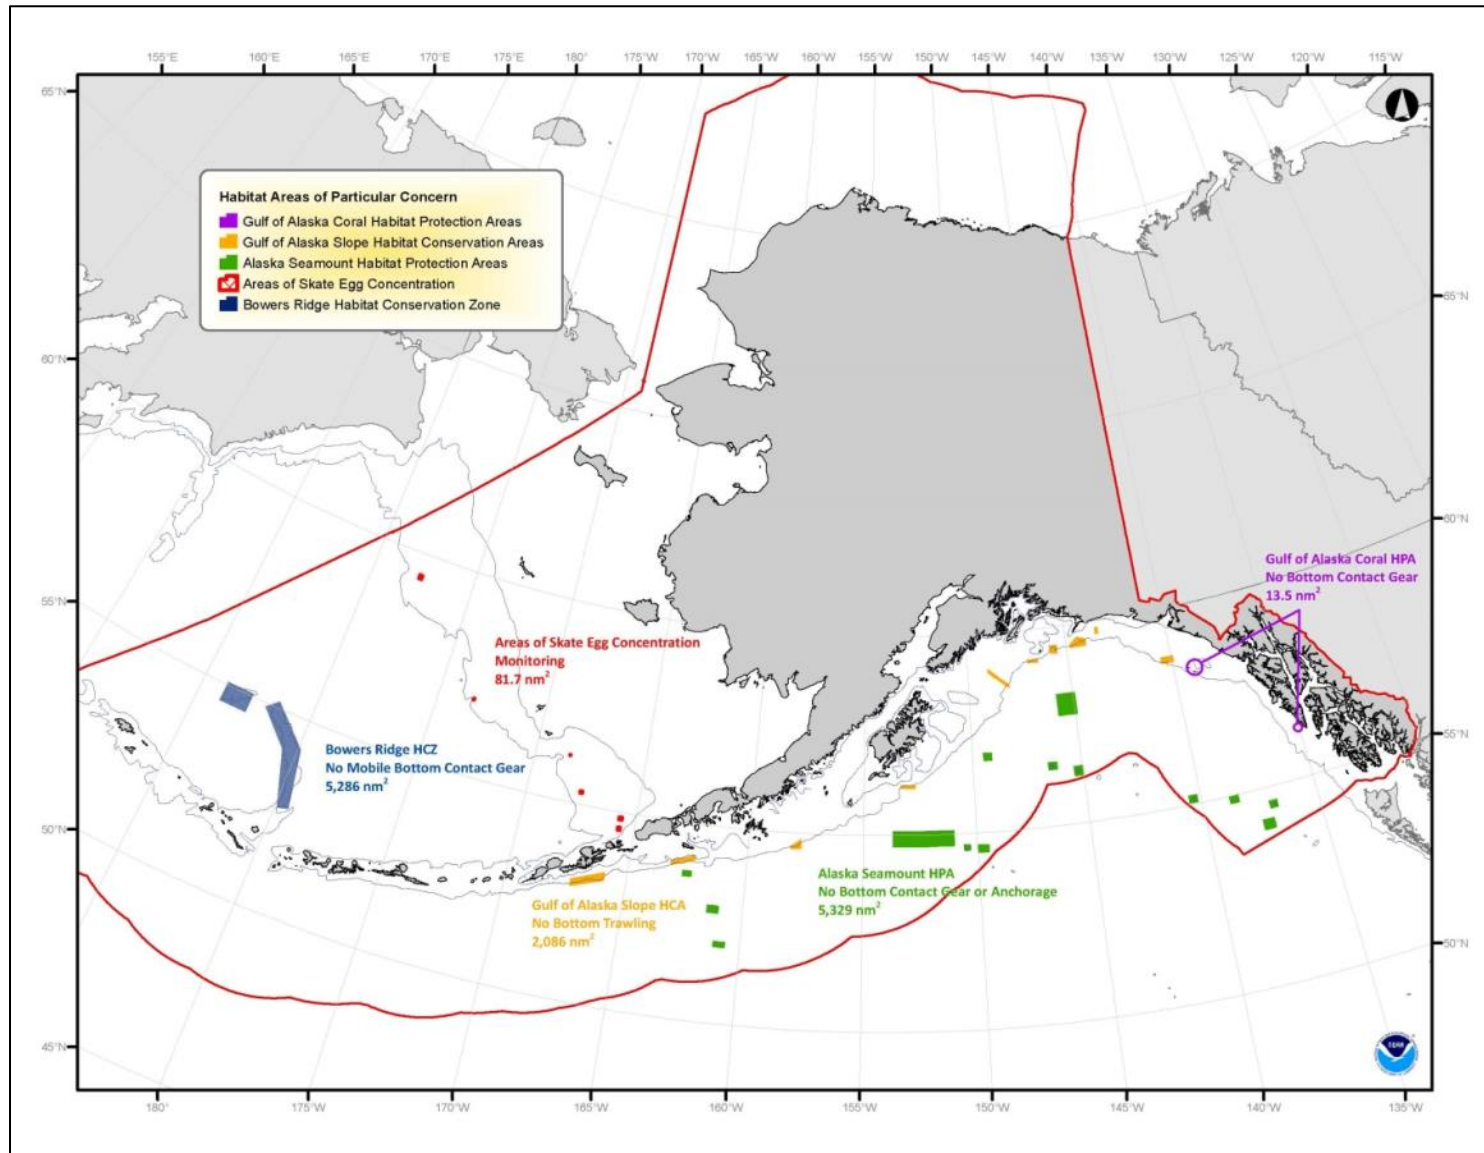 155°E 160°E 165°E 170°E 175°E 180° 175°W 170°W 165°W 160°W 155°W 150°W 145°W 140°W 135°W 130°W 125°W 120°W 115°W
65°N
Habitat Areas of Particular Concern
Gulf of Alaska Coral Habitat Protection Areas
Gulf of Alaska Slope Habitat Conservation Areas
Alaska Seamount Habitat Protection Areas
Areas of Skate Egg Concentration
Bowers Ridge Habitat Conservation Zone
65°N
60°N
60°N
Gulf of Alaska Coral HPA
No Bottom Contact Gear
13.5 nm²
55°N
Areas of Skate Egg Concentration
Monitoring
81.7 nm²
55°N
Bowers Ridge HCZ
No Mobile Bottom Contact Gear
5,286 nm²
50°N
Alaska Seamount HPA
No Bottom Contact Gear or Anchorage
5,329 nm²
Gulf of Alaska Slope HCA
No Bottom Trawling
2,086 nm²
50°N
45°N
NOAA
180° 175°W 170°W 165°W 160°W 155°W 150°W 145°W 140°W 135°W